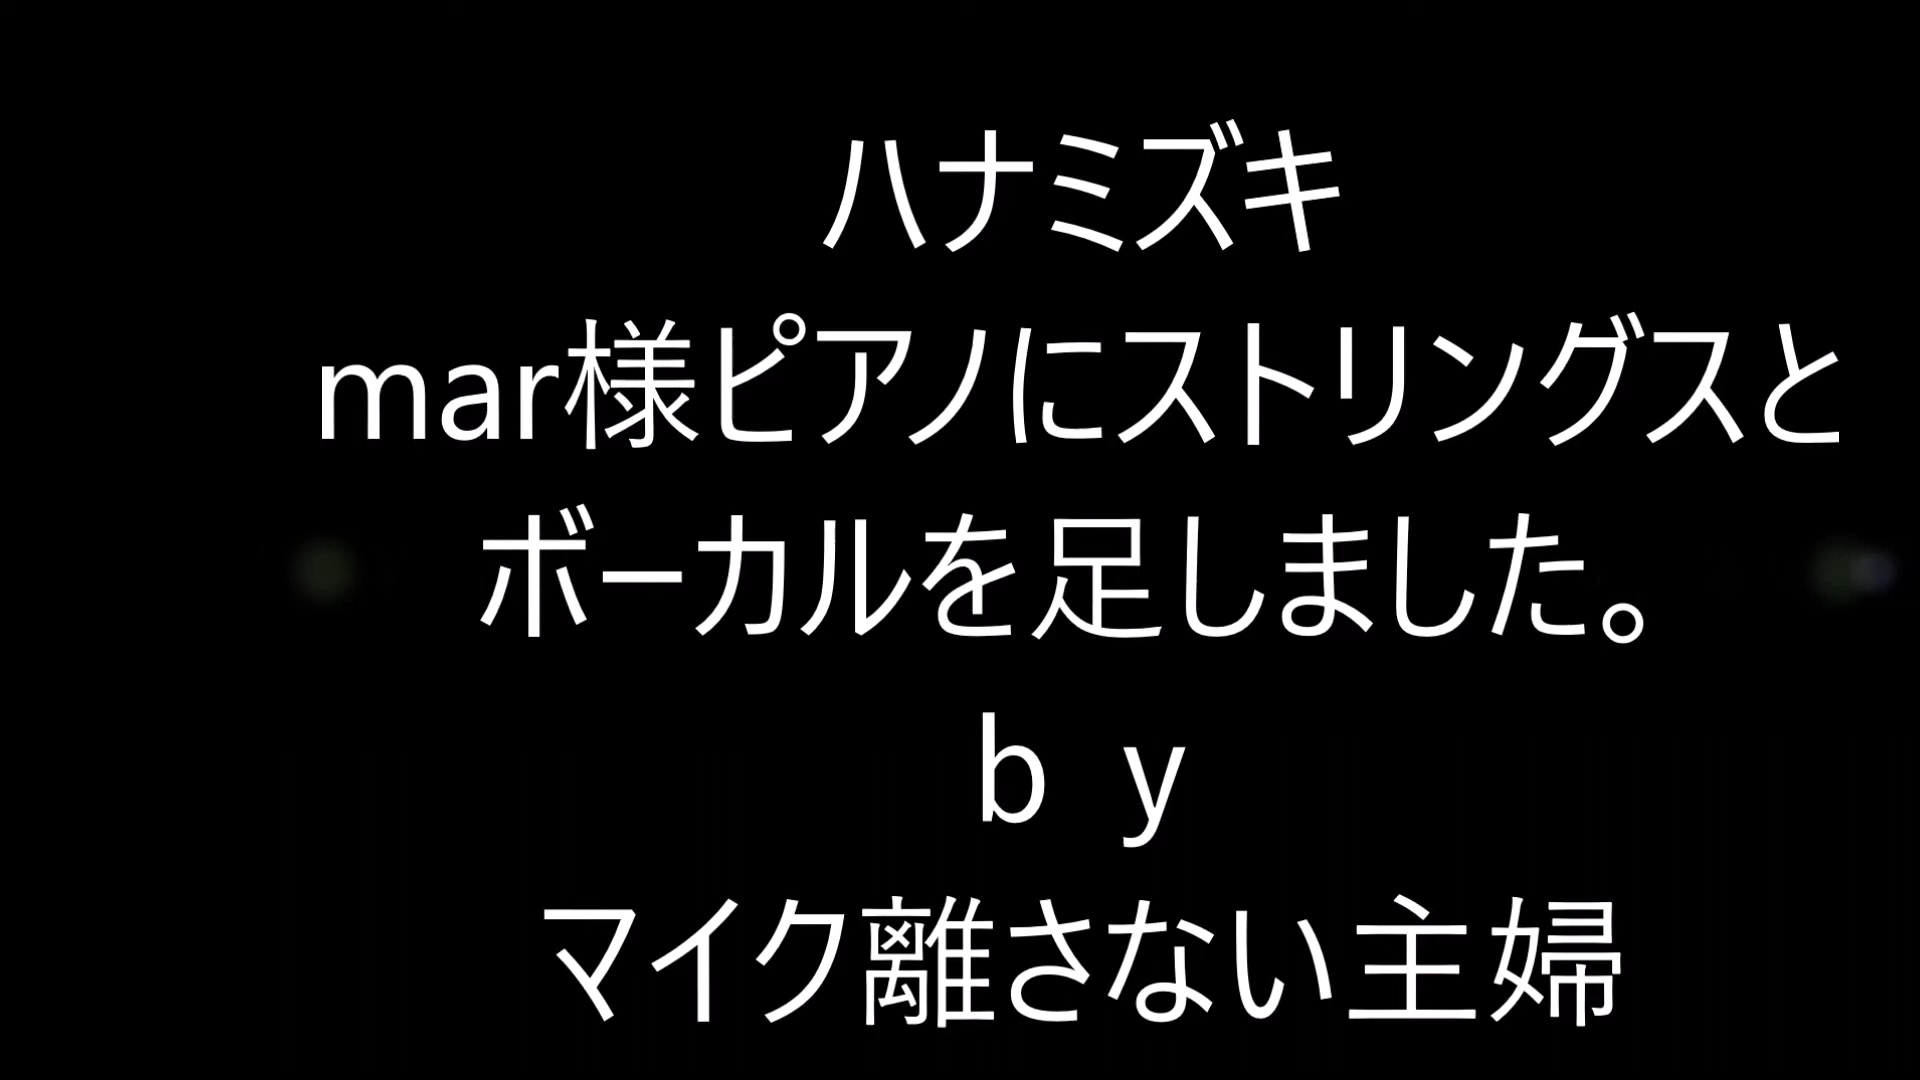 ハナミズキ
mar様ピアノにストリングスと
ボーカルを足しました。
ｂｙ
マイク離さない主婦